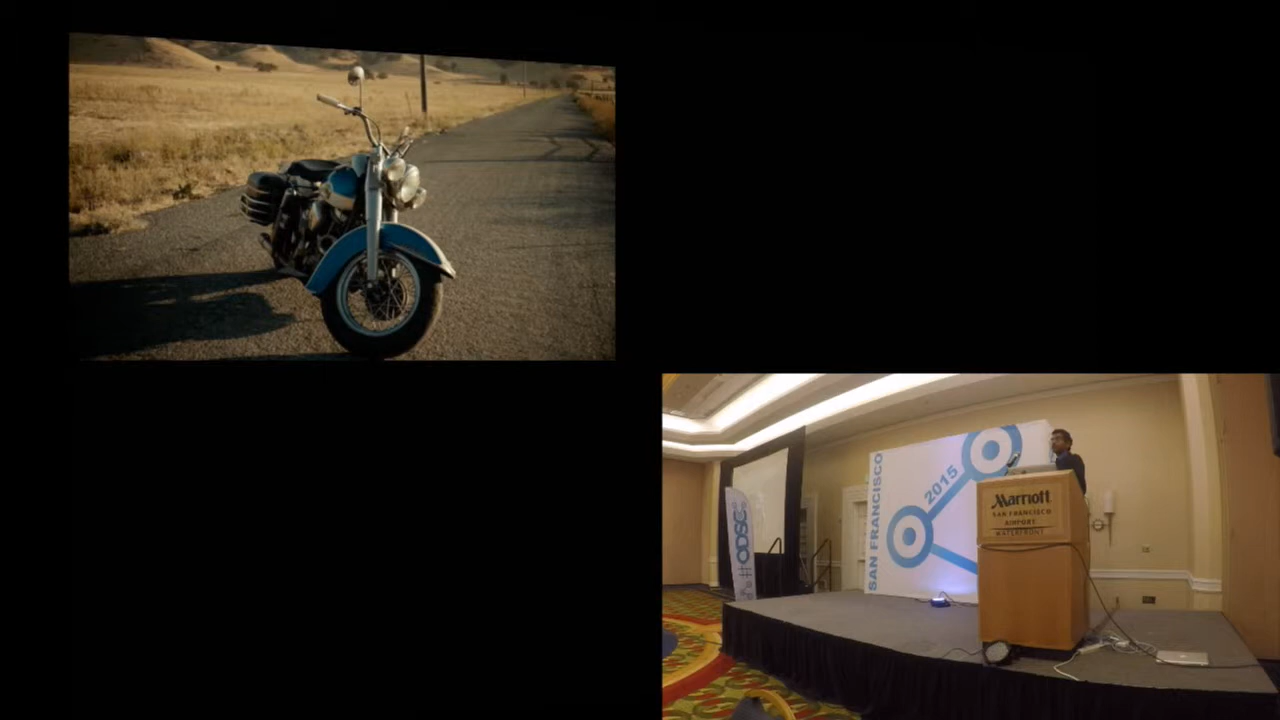 SAN FRANCISCO
2015
ODSC
Marriott
SAN FRANCISCO
AIRPORT
WATERFRONT